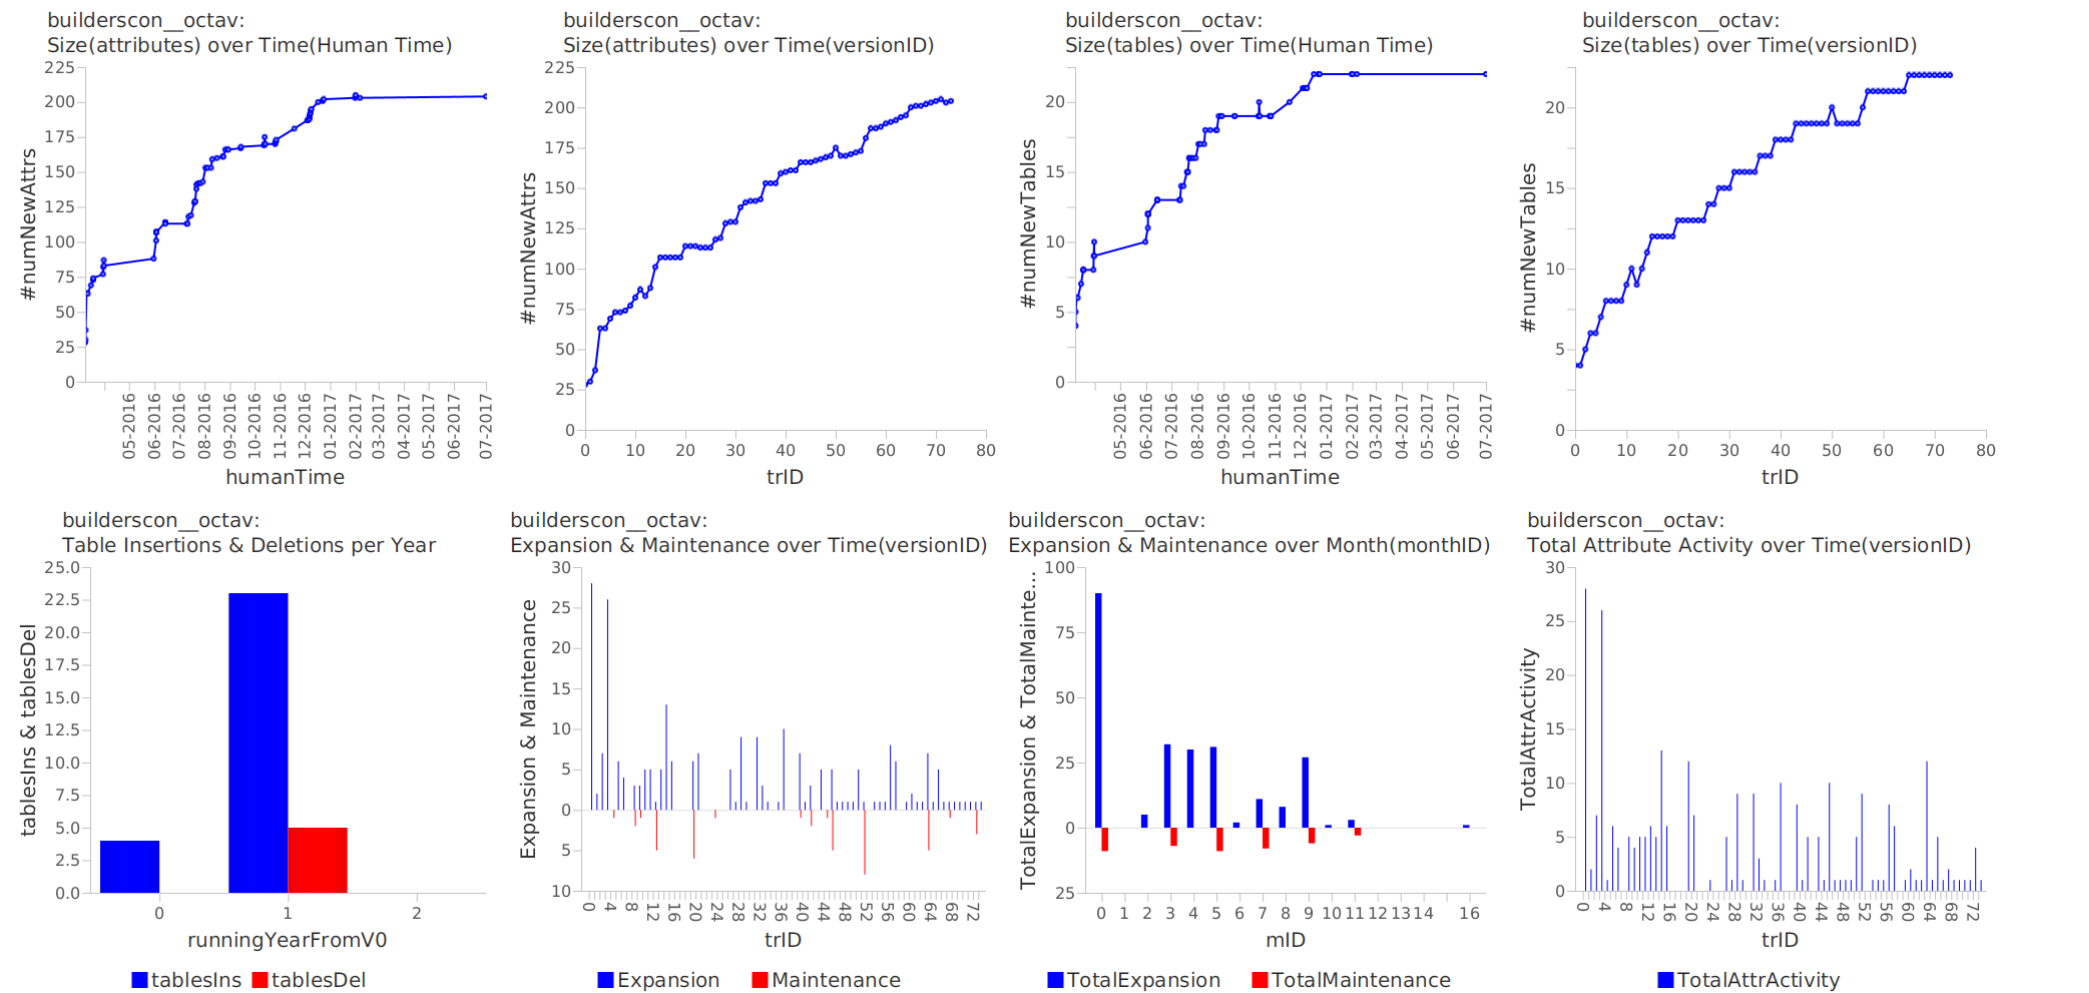 builderscon__octav:
Size(attributes) over Time(Human Time)
225
200
175
150
125
100
75
50
25
0
#numNewAttrs
05-2016
06-2016
07-2016
08-2016
09-2016
10-2016
11-2016
12-2016
01-2017
02-2017
03-2017
04-2017
05-2017
06-2017
07-2017
humanTime
builderscon__octav:
Size(attributes) over Time(versionID)
225
200
175
150
125
100
75
50
25
0
#numNewAttrs
0 10 20 30 40 50 60 70 80
trID
builderscon__octav:
Size(tables) over Time(Human Time)
20
15
10
5
0
#numNewTables
05-2016
06-2016
07-2016
08-2016
09-2016
10-2016
11-2016
12-2016
01-2017
02-2017
03-2017
04-2017
05-2017
06-2017
07-2017
humanTime
builderscon__octav:
Size(tables) over Time(versionID)
20
15
10
5
0
#numNewTables
0 10 20 30 40 50 60 70 80
trID
builderscon__octav:
Table Insertions & Deletions per Year
25.0
22.5
20.0
17.5
15.0
12.5
10.0
7.5
5.0
2.5
0.0
tablesIns & tablesDel
0 1 2
runningYearFromV0
tablesIns tablesDel
builderscon__octav:
Expansion & Maintenance over Time(versionID)
30
25
20
15
10
5
0
5
10
Expansion & Maintenance
0 4 8 12 16 20 24 28 32 36 40 44 48 52 56 60 64 68 72
trID
Expansion Maintenance
builderscon__octav:
Expansion & Maintenance over Month(monthID)
100
75
50
25
0
25
TotalExpansion & TotalMainte...
0 1 2 3 4 5 6 7 8 9 10 11 12 13 14 16
mID
TotalExpansion TotalMaintenance
builderscon__octav:
Total Attribute Activity over Time(versionID)
30
25
20
15
10
5
0
TotalAttrActivity
0 4 8 12 16 20 24 28 32 36 40 44 48 52 56 60 64 68 72
trID
TotalAttrActivity